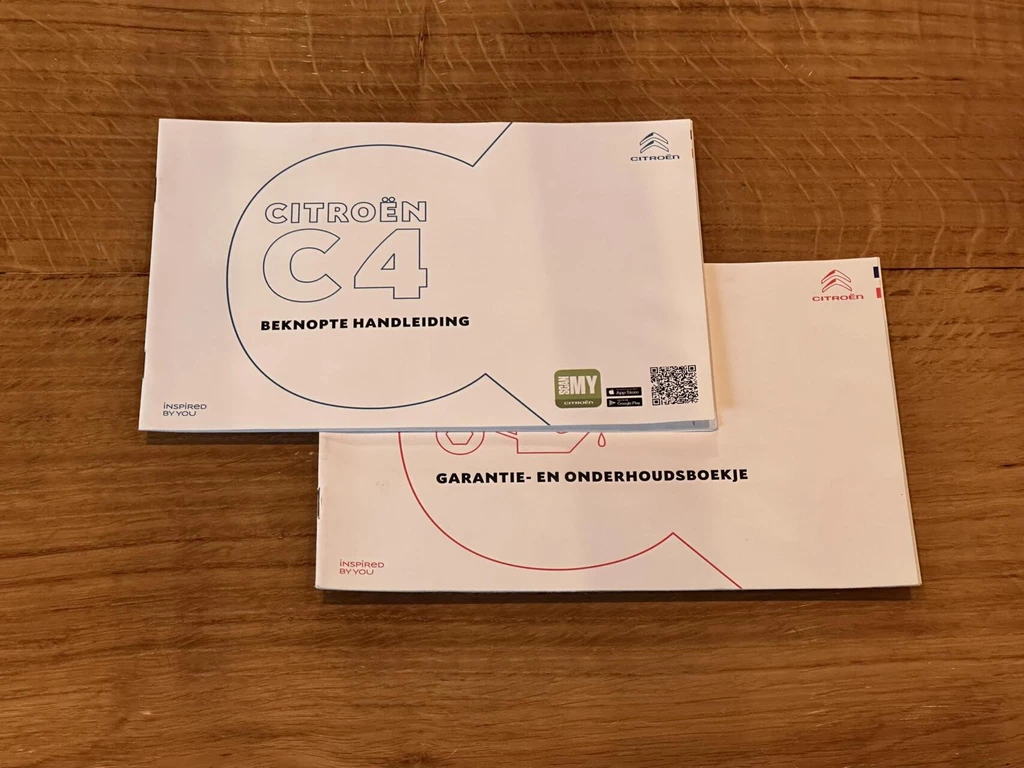 CITROËN
CITROËN
C4
BEKNOPTE HANDLEIDING
INSPIRED
BY YOU
SCAN
MY
CITROËN
App Store
Google Play
CITROËN
GARANTIE- EN ONDERHOUDSBOEKJE
INSPIRED
BY YOU